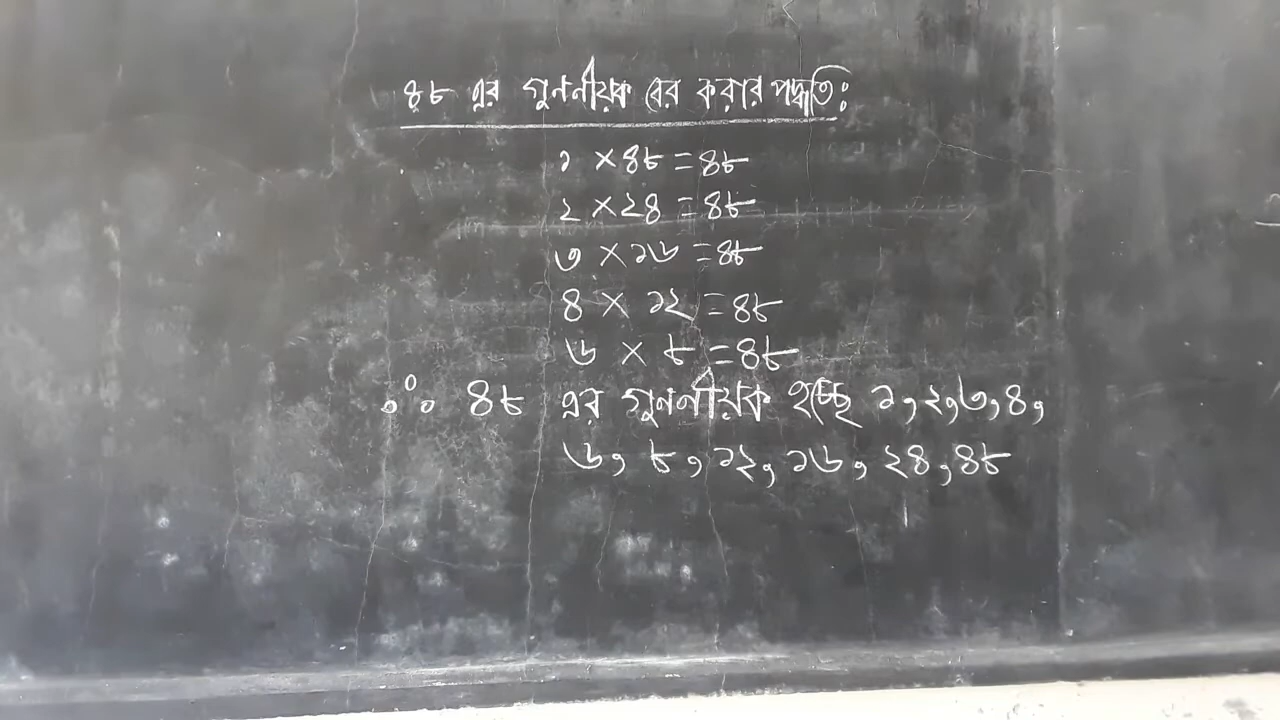 ৪৮ এর গুননীয়ক বের করার পদ্ধতিঃ
১ × ৪৮ = ৪৮
২ × ২৪ = ৪৮
৩ × ১৬ = ৪৮
৪ × ১২ = ৪৮
৬ × ৮ = ৪৮
∴ ৪৮ এর গুননীয়ক হচ্ছে ১, ২, ৩, ৪,
৬, ৮, ১২, ১৬, ২৪, ৪৮